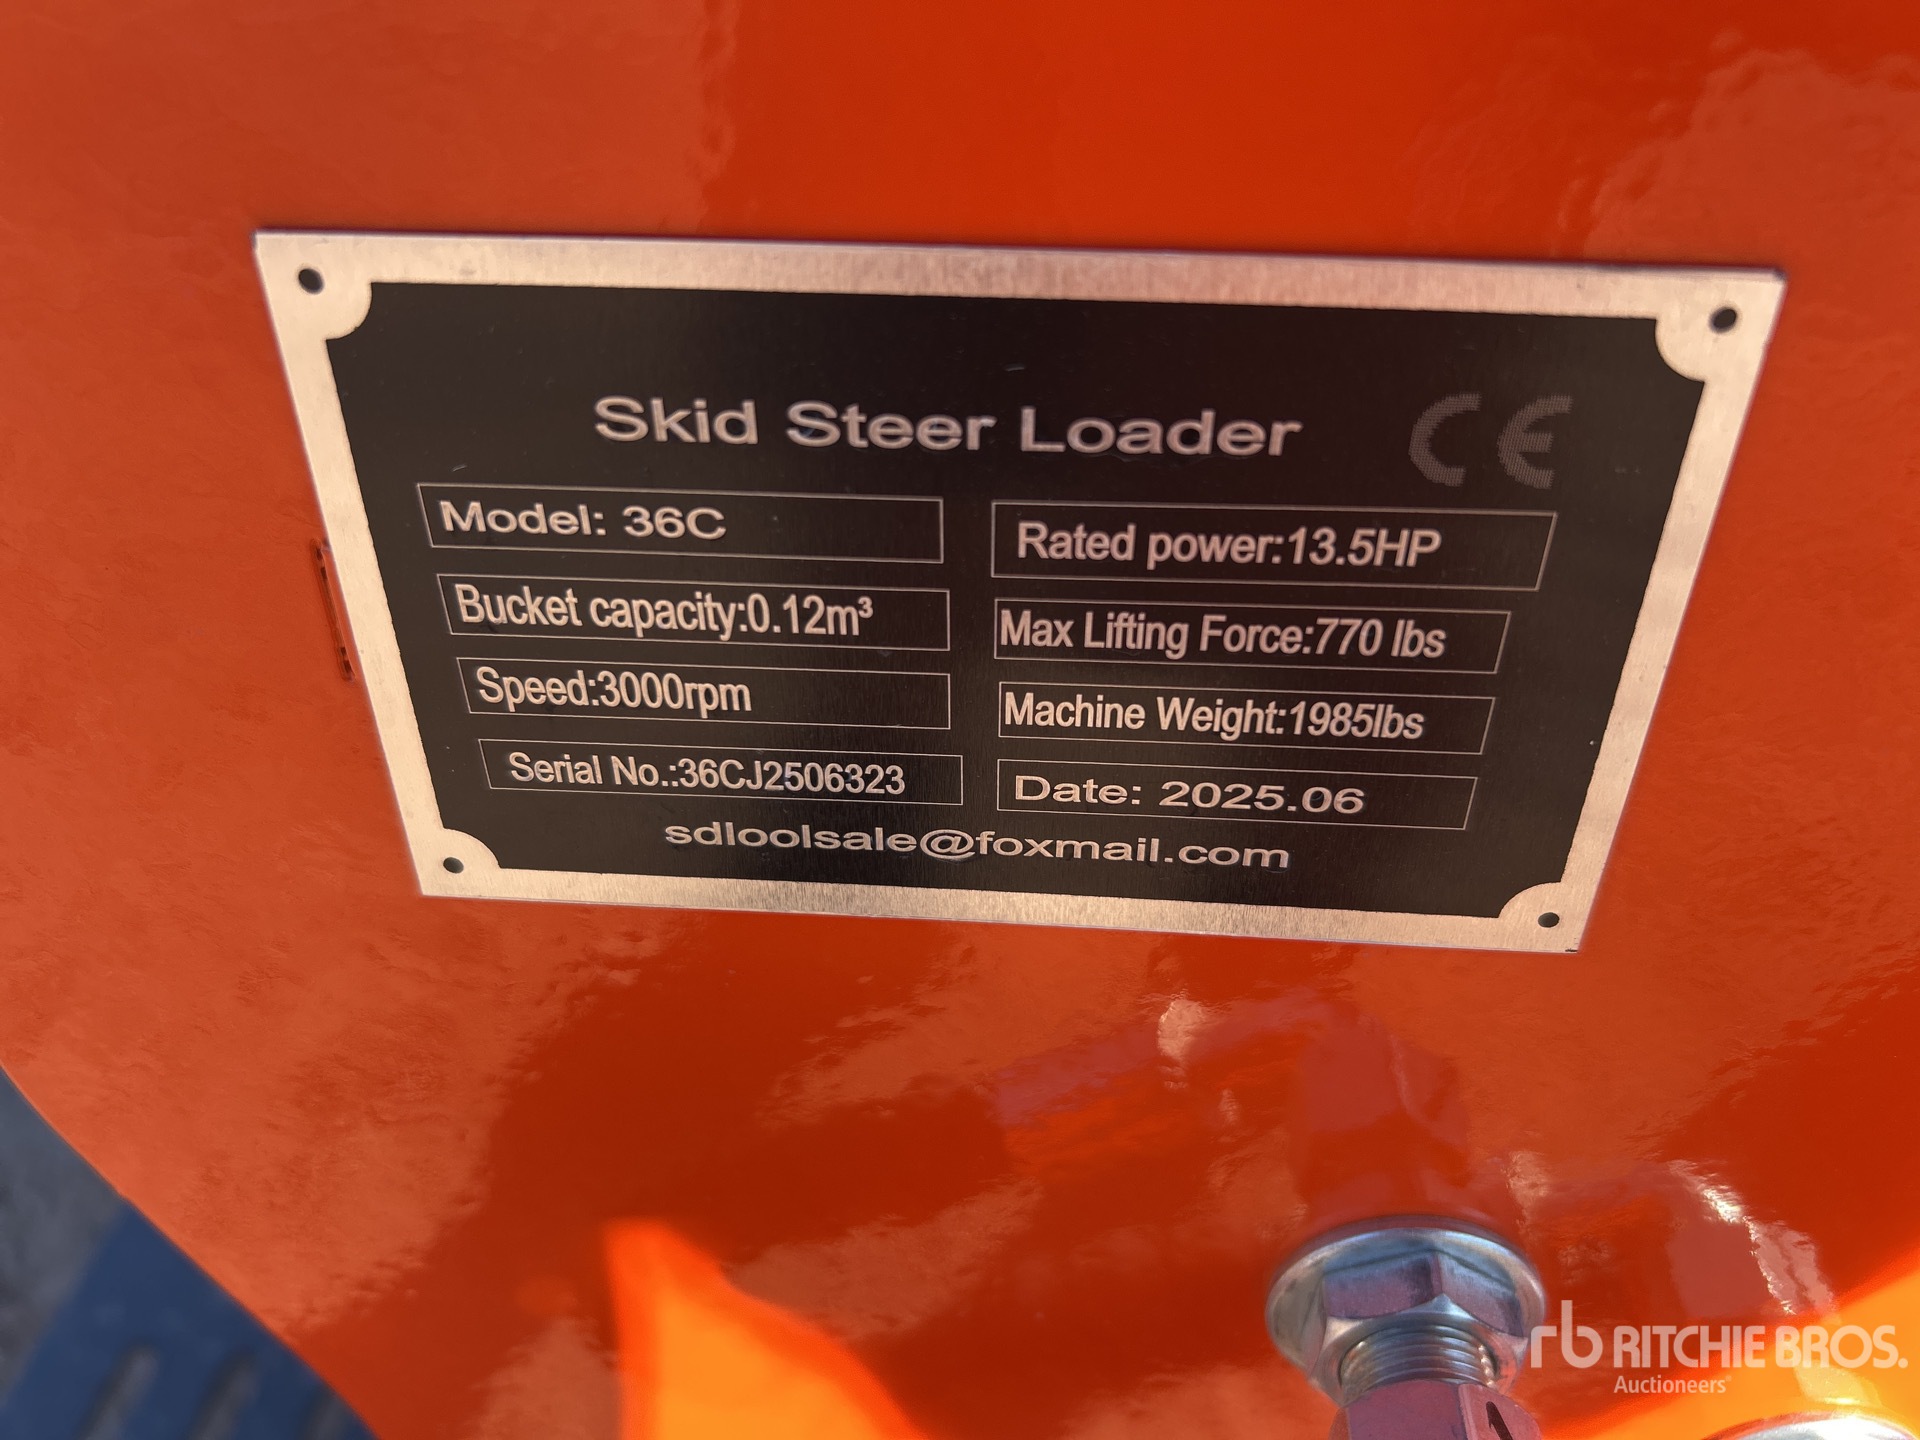 Skid Steer Loader CE
Model: 36C
Rated power:13.5HP
Bucket capacity:0.12m³
Max Lifting Force:770 lbs
Speed:3000rpm
Machine Weight:1985lbs
Serial No.:36CJ2506323
Date: 2025.06
sdloolsale@foxmail.com
rb RITCHIE BROS.
Auctioneers